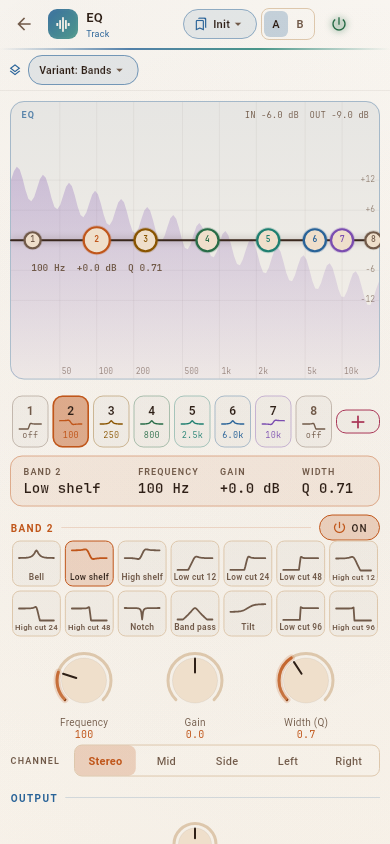 EQ
Track
Init
A
B
Variant: Bands
EQ
IN -6.0 dB OUT -9.0 dB
+12
+6
1
2
3
4
5
6
7
8
100 Hz +0.0 dB Q 0.71
-6
-12
50
100
200
500
1k
2k
5k
10k
1
2
3
4
5
6
7
8
off
100
250
800
2.5k
6.0k
10k
off
BAND 2
FREQUENCY
GAIN
WIDTH
Low shelf
100 Hz
+0.0 dB
Q 0.71
BAND 2
ON
Bell
Low shelf
High shelf
Low cut 12
Low cut 24
Low cut 48
High cut 12
High cut 24
High cut 48
Notch
Band pass
Tilt
Low cut 96
High cut 96
Frequency
100
Gain
0.0
Width (Q)
0.7
CHANNEL
Stereo
Mid
Side
Left
Right
OUTPUT